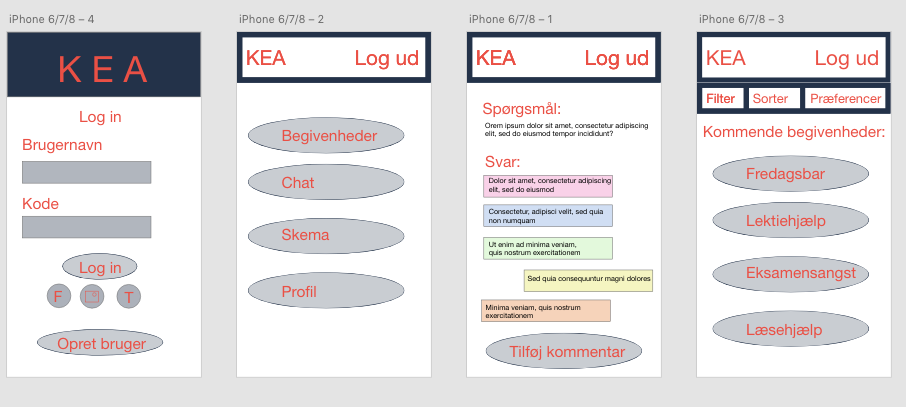 iPhone 6/7/8 – 4
KEA
Log in
Brugernavn
Kode
Log in
F
T
Opret bruger
iPhone 6/7/8 – 2
KEA
Log ud
Begivenheder
Chat
Skema
Profil
iPhone 6/7/8 – 1
KEA
Log ud
Spørgsmål:
Orem ipsum dolor sit amet, consectetur adipiscing
elit, sed do eiusmod tempor incididunt?
Svar:
Dolor sit amet, consectetur adipiscing
elit, sed do eiusmod
Consectetur, adipisci velit, sed quia
non numquam
Ut enim ad minima veniam,
quis nostrum exercitationem
Sed quia consequuntur magni dolores
Minima veniam, quis nostrum
exercitationem
Tilføj kommentar
iPhone 6/7/8 – 3
KEA
Log ud
Filter
Sorter
Præferencer
Kommende begivenheder:
Fredagsbar
Lektiehjælp
Eksamensangst
Læsehjælp